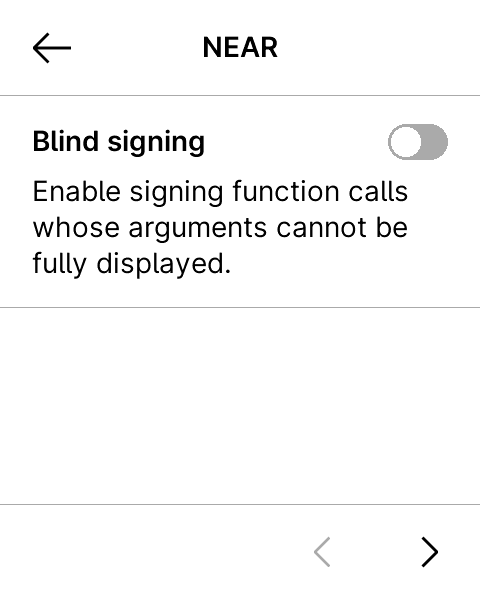 NEAR
Blind signing
Enable signing function calls
whose arguments cannot be
fully displayed.